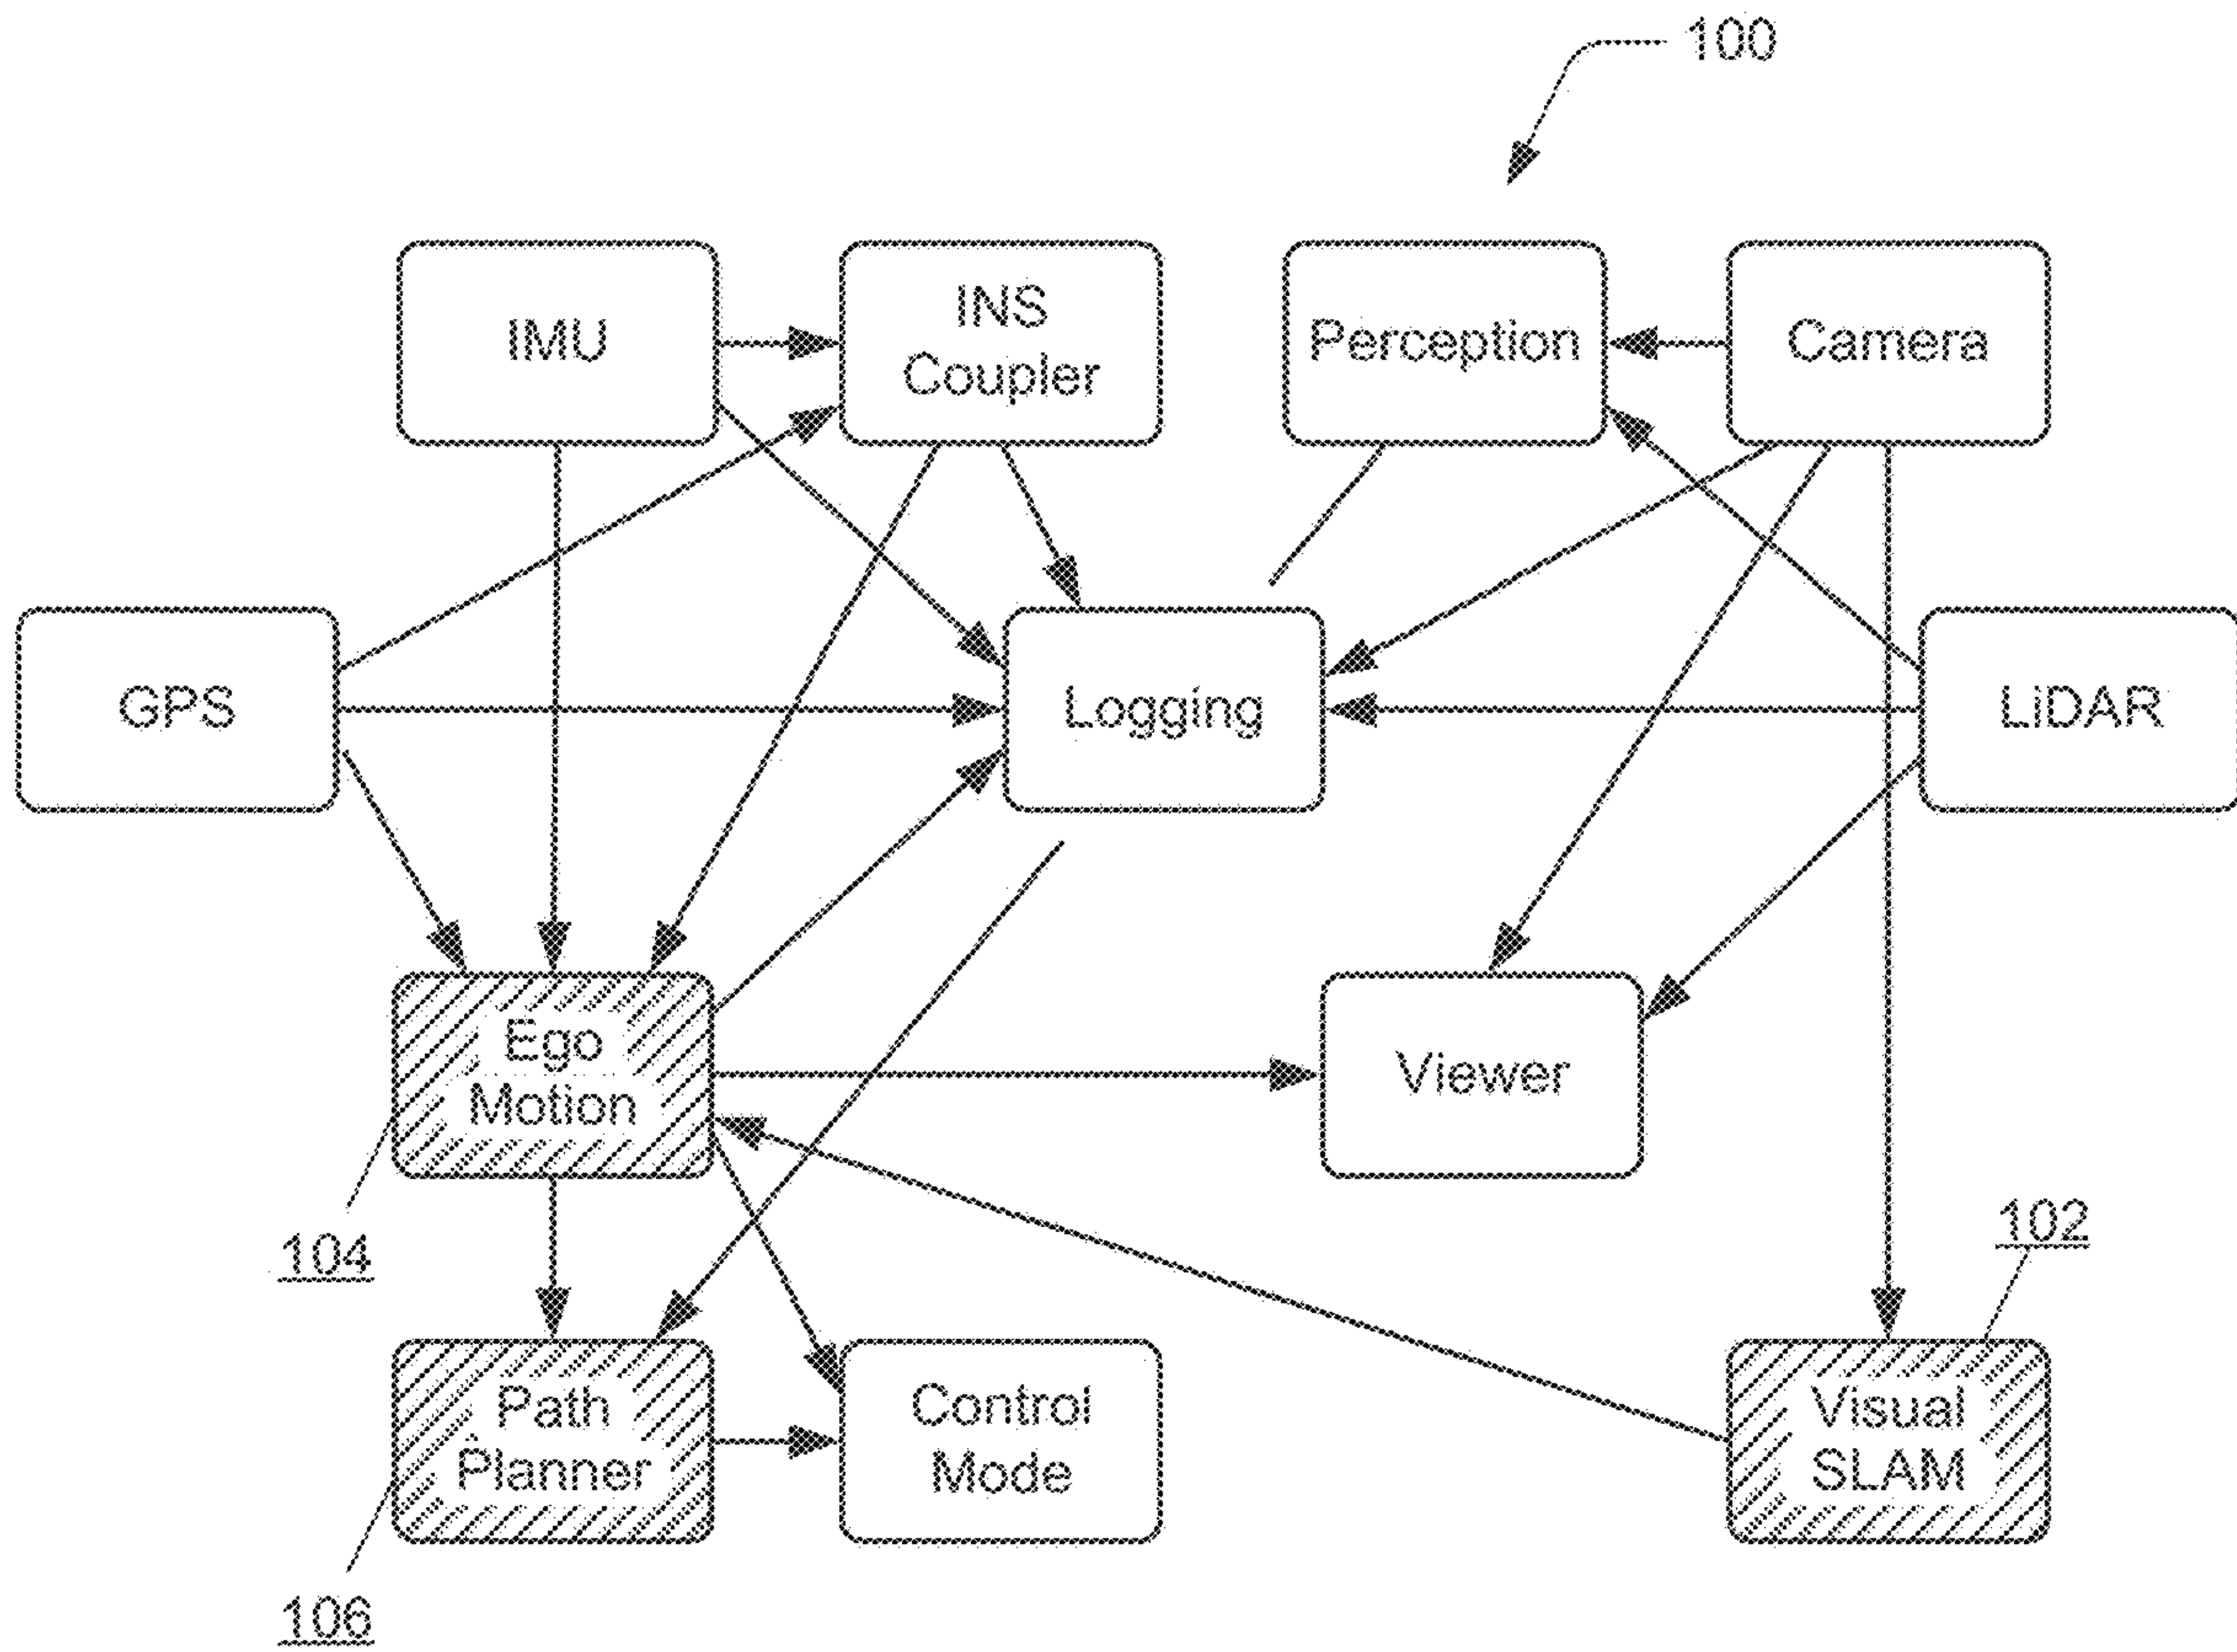 100
IMU
INS
Coupler
Perception
Camera
GPS
Logging
LiDAR
Ego
Motion
Viewer
104
102
Path
Planner
Control
Mode
Visual
SLAM
106